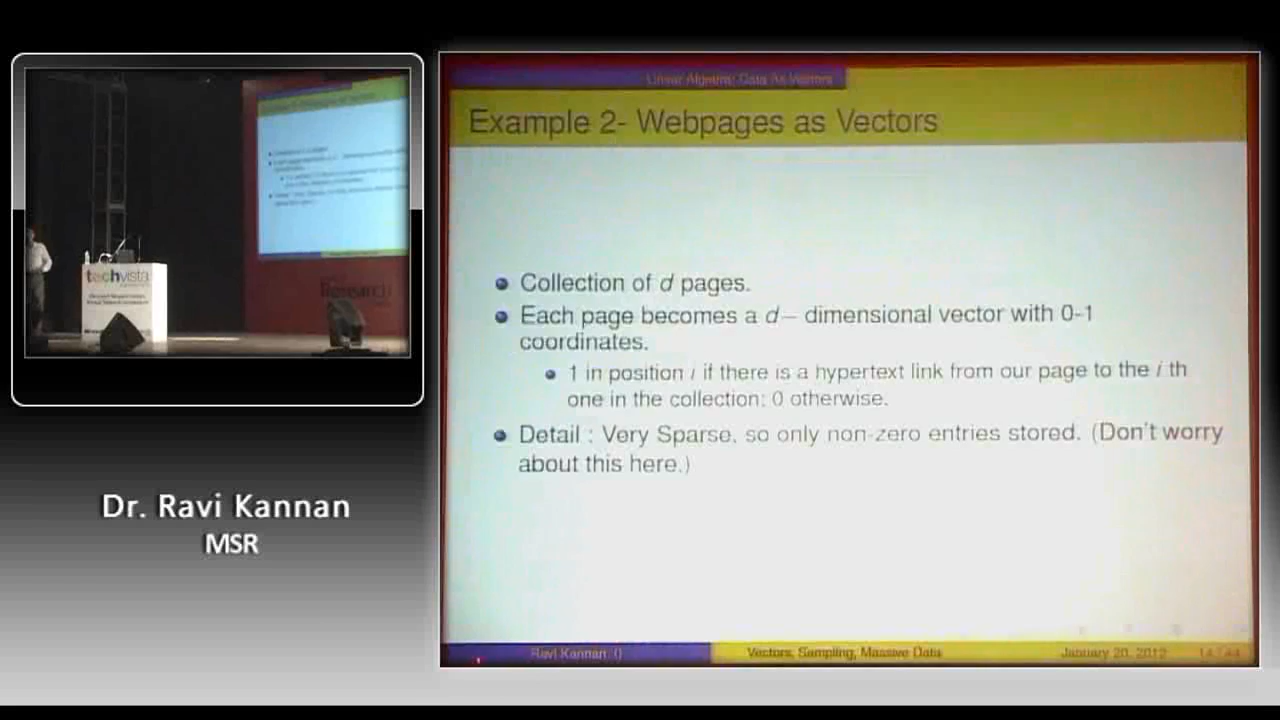 techvista
Research
Dr. Ravi Kannan
MSR
Linear Algebra: Data As Vectors
Example 2- Webpages as Vectors
Collection of d pages.
Each page becomes a d– dimensional vector with 0-1
coordinates.
1 in position i if there is a hypertext link from our page to the i th
one in the collection; 0 otherwise.
Detail : Very Sparse, so only non-zero entries stored. (Don't worry
about this here.)
Ravi Kannan: ()
Vectors, Sampling, Massive Data
January 20, 2012
14 / 44